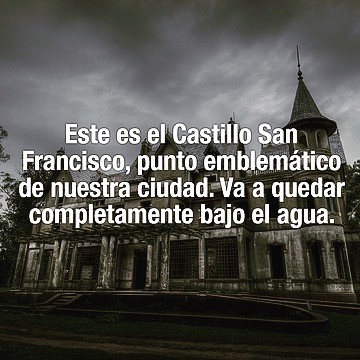 Este es el Castillo San
Francisco, punto emblemático
de nuestra ciudad. Va a quedar
completamente bajo el agua.